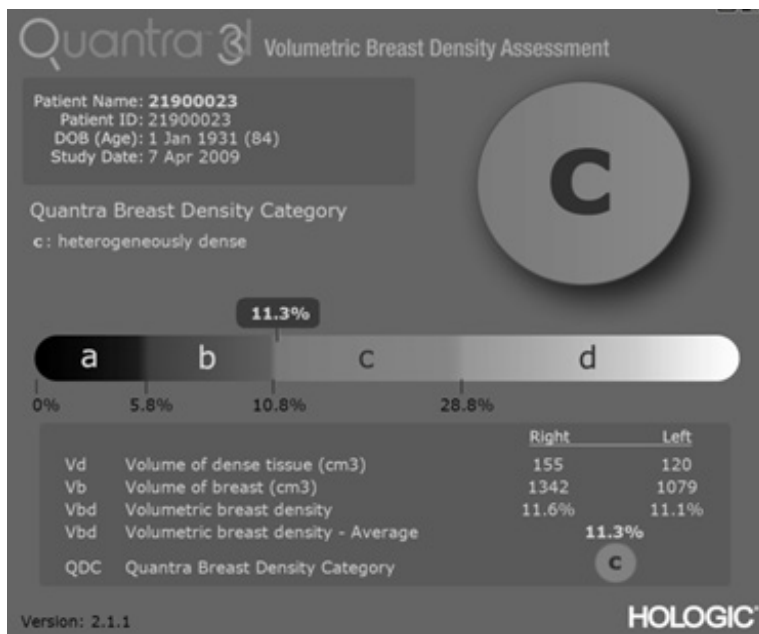 Quantra 3d Volumetric Breast Density Assessment
Patient Name: 21900023
Patient ID: 21900023
DOB (Age): 1 Jan 1931 (84)
Study Date: 7 Apr 2009
c
Quantra Breast Density Category
c: heterogeneously dense
11.3%
a b c d
0% 5.8% 10.8% 28.8%
Right Left
Vd Volume of dense tissue (cm3) 155 120
Vb Volume of breast (cm3) 1342 1079
Vbd Volumetric breast density 11.6% 11.1%
Vbd Volumetric breast density - Average 11.3%
QDC Quantra Breast Density Category c
Version: 2.1.1
HOLOGIC